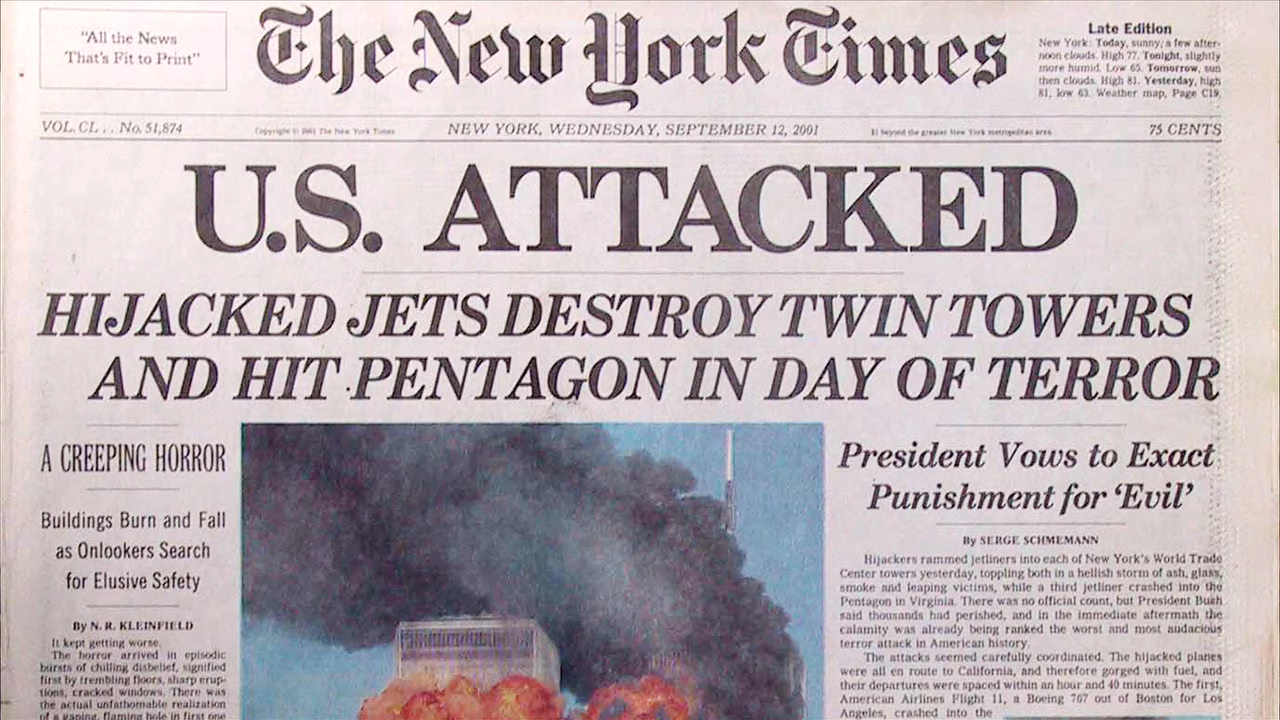 "All the News
That's Fit to Print"
The New York Times
Late Edition
New York: Today, sunny, a few after-
noon clouds. High 77. Tonight, slightly
more humid. Low 65. Tomorrow, sun
then clouds. High 81. Yesterday, high
81, low 63. Weather map, Page C19.
VOL. CL . . No. 51,874
Copyright © 2001 The New York Times
NEW YORK, WEDNESDAY, SEPTEMBER 12, 2001
$1 beyond the greater New York metropolitan area.
75 CENTS
U.S. ATTACKED
HIJACKED JETS DESTROY TWIN TOWERS
AND HIT PENTAGON IN DAY OF TERROR
A CREEPING HORROR
Buildings Burn and Fall
as Onlookers Search
for Elusive Safety
By N. R. KLEINFIELD
It kept getting worse.
The horror arrived in episodic
bursts of chilling disbelief, signified
first by trembling floors, sharp erup-
tions, cracked windows. There was
the actual unfathomable realization
of a gaping, flaming hole in first one
President Vows to Exact
Punishment for 'Evil'
By SERGE SCHMEMANN
Hijackers rammed jetliners into each of New York's World Trade
Center towers yesterday, toppling both in a hellish storm of ash, glass,
smoke and leaping victims, while a third jetliner crashed into the
Pentagon in Virginia. There was no official count, but President Bush
said thousands had perished, and in the immediate aftermath the
calamity was already being ranked the worst and most audacious
terror attack in American history.
The attacks seemed carefully coordinated. The hijacked planes
were all en route to California, and therefore gorged with fuel, and
their departures were spaced within an hour and 40 minutes. The first,
American Airlines Flight 11, a Boeing 767 out of Boston for Los
Angeles, crashed into the